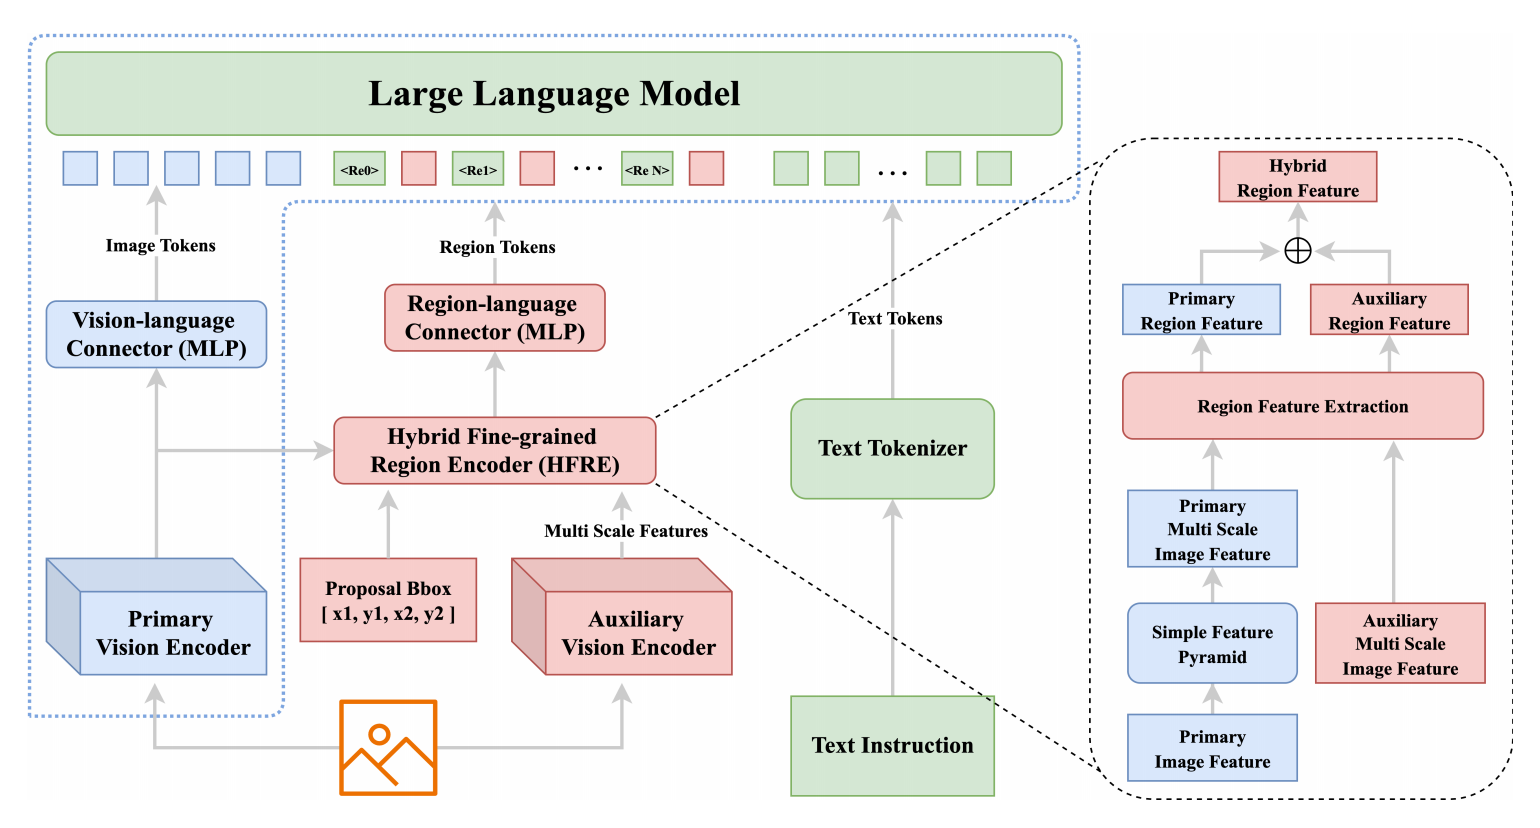 Large Language Model
<Re0>
<Re1>
...
<Re N>
...
Image Tokens
Region Tokens
Text Tokens
Vision-language
Connector (MLP)
Region-language
Connector (MLP)
Hybrid Fine-grained
Region Encoder (HFRE)
Text Tokenizer
Multi Scale Features
Primary
Vision Encoder
Proposal Bbox
[ x1, y1, x2, y2 ]
Auxiliary
Vision Encoder
Text Instruction
Hybrid
Region Feature
Primary
Region Feature
Auxiliary
Region Feature
Region Feature Extraction
Primary
Multi Scale
Image Feature
Simple Feature
Pyramid
Auxiliary
Multi Scale
Image Feature
Primary
Image Feature